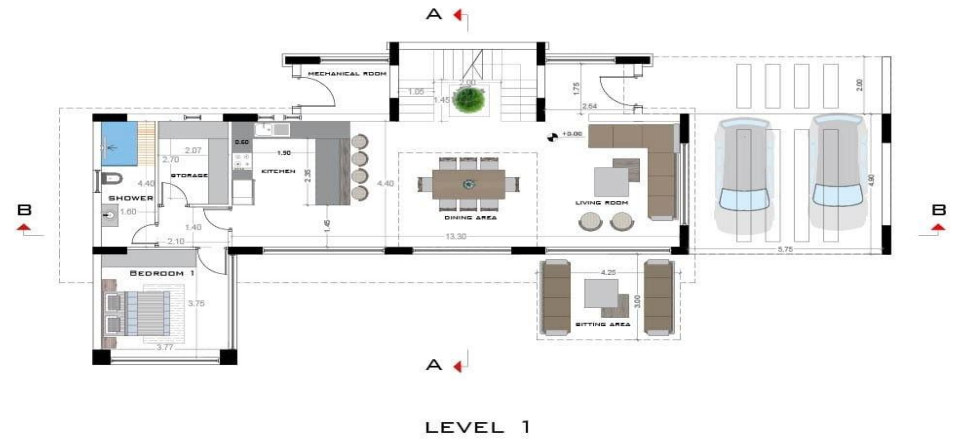 A
MECHANICAL ROOM
2.00
1.05
1.45
1.75
2.64
2.00
+0.00
0.60
1.50
2.07
2.70
STORAGE
KITCHEN
2.35
4.40
4.40
4.80
SHOWER
1.60
1.40
2.10
1.45
DINING AREA
LIVING ROOM
13.30
5.75
B
B
BEDROOM 1
3.75
3.77
4.25
3.00
SITTING AREA
A
LEVEL 1